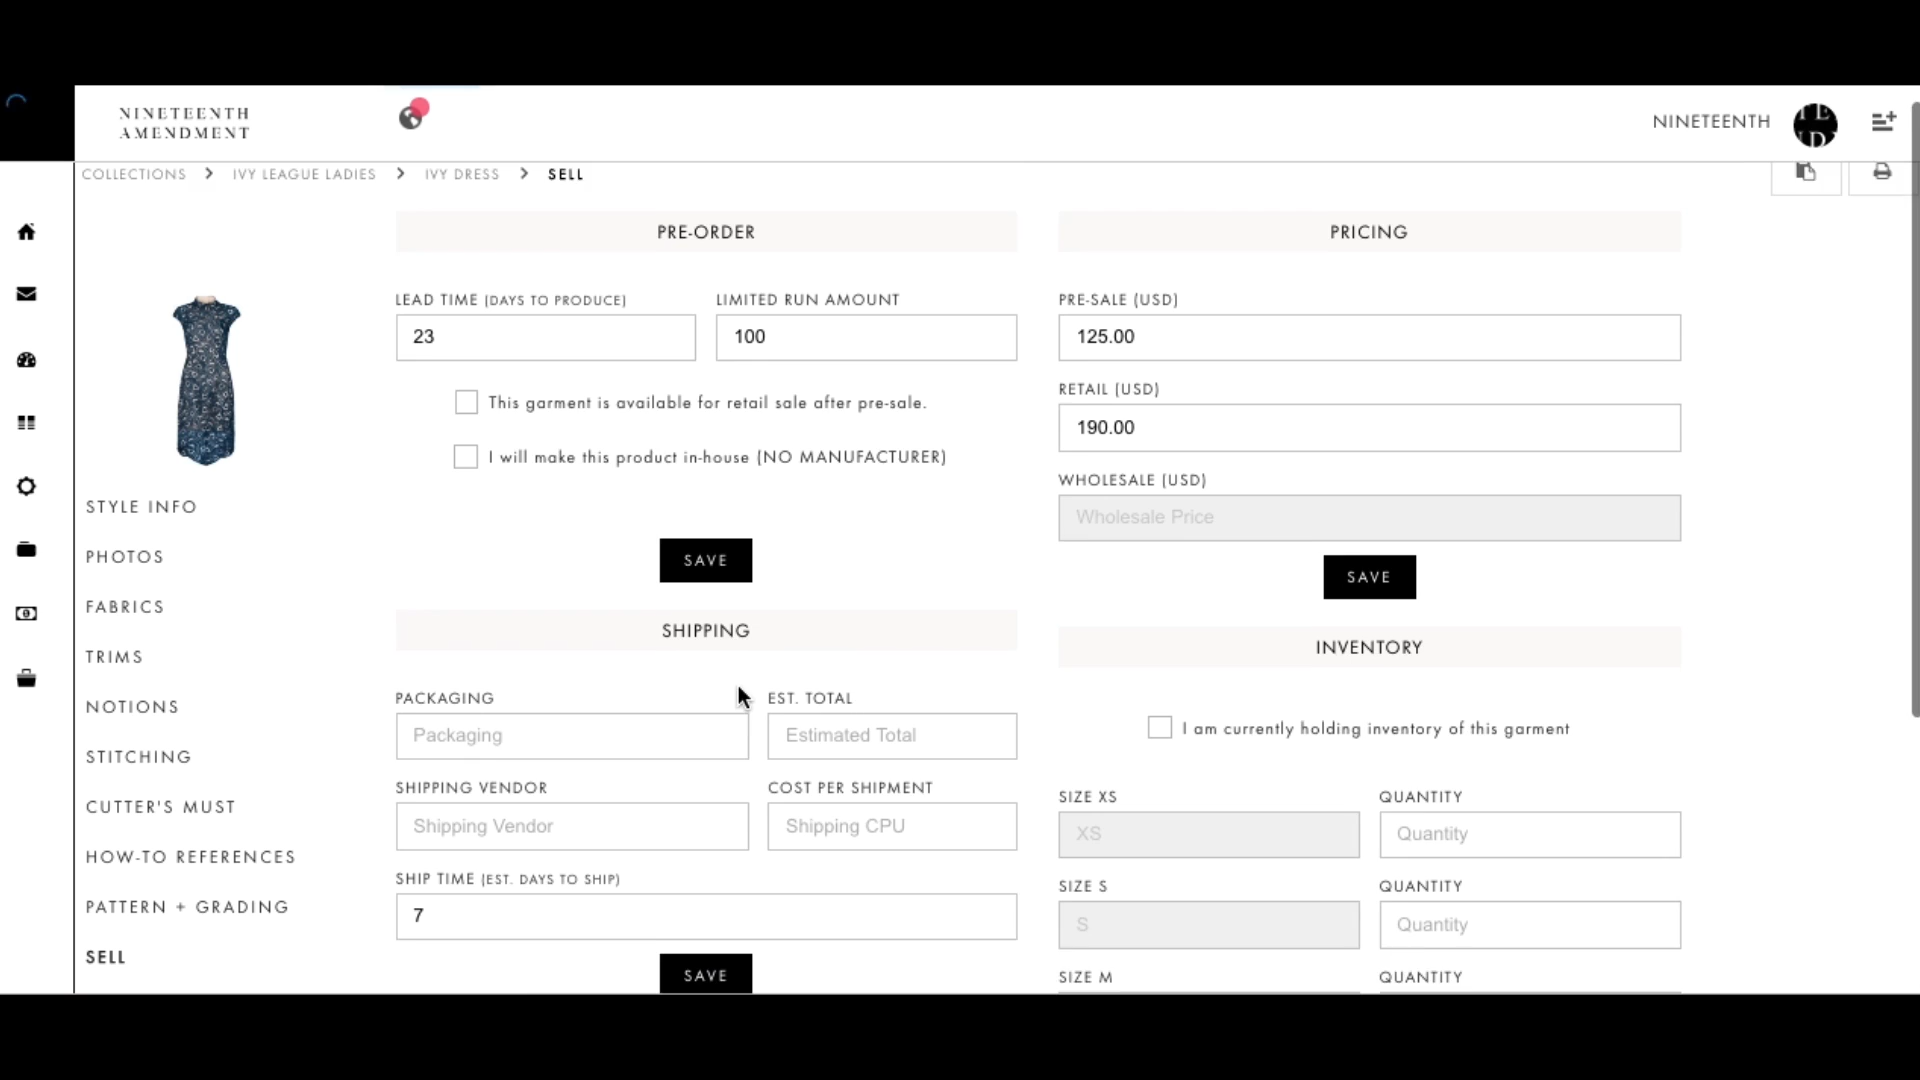 NINETEENTH
AMENDMENT
NINETEENTH
COLLECTIONS > IVY LEAGUE LADIES > IVY DRESS > SELL
PRE-ORDER
LEAD TIME (DAYS TO PRODUCE)
LIMITED RUN AMOUNT
23
100
This garment is available for retail sale after pre-sale.
I will make this product in-house (NO MANUFACTURER)
SAVE
PRICING
PRE-SALE (USD)
125.00
RETAIL (USD)
190.00
WHOLESALE (USD)
Wholesale Price
SAVE
STYLE INFO
PHOTOS
FABRICS
TRIMS
NOTIONS
STITCHING
CUTTER'S MUST
HOW-TO REFERENCES
PATTERN + GRADING
SELL
SHIPPING
PACKAGING
EST. TOTAL
Packaging
Estimated Total
SHIPPING VENDOR
COST PER SHIPMENT
Shipping Vendor
Shipping CPU
SHIP TIME (EST. DAYS TO SHIP)
7
SAVE
INVENTORY
I am currently holding inventory of this garment
SIZE XS
QUANTITY
XS
Quantity
SIZE S
QUANTITY
S
Quantity
SIZE M
QUANTITY